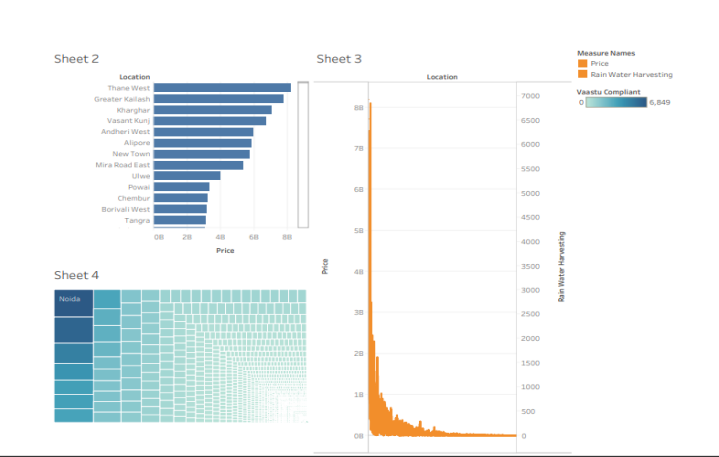 Sheet 2
Location
Thane West
Greater Kailash
Kharghar
Vasant Kunj
Andheri West
Alipore
New Town
Mira Road East
Ulwe
Powai
Chembur
Borivali West
Tangra
0B 2B 4B 6B 8B
Price
Sheet 4
Noida
Sheet 3
Location
8B
7B
6B
5B
4B
3B
2B
1B
0B
Price
7000
6500
6000
5500
5000
4500
4000
3500
3000
2500
2000
1500
1000
500
0
Rain Water Harvesting
Measure Names
Price
Rain Water Harvesting
Vaastu Compliant
0 6,849